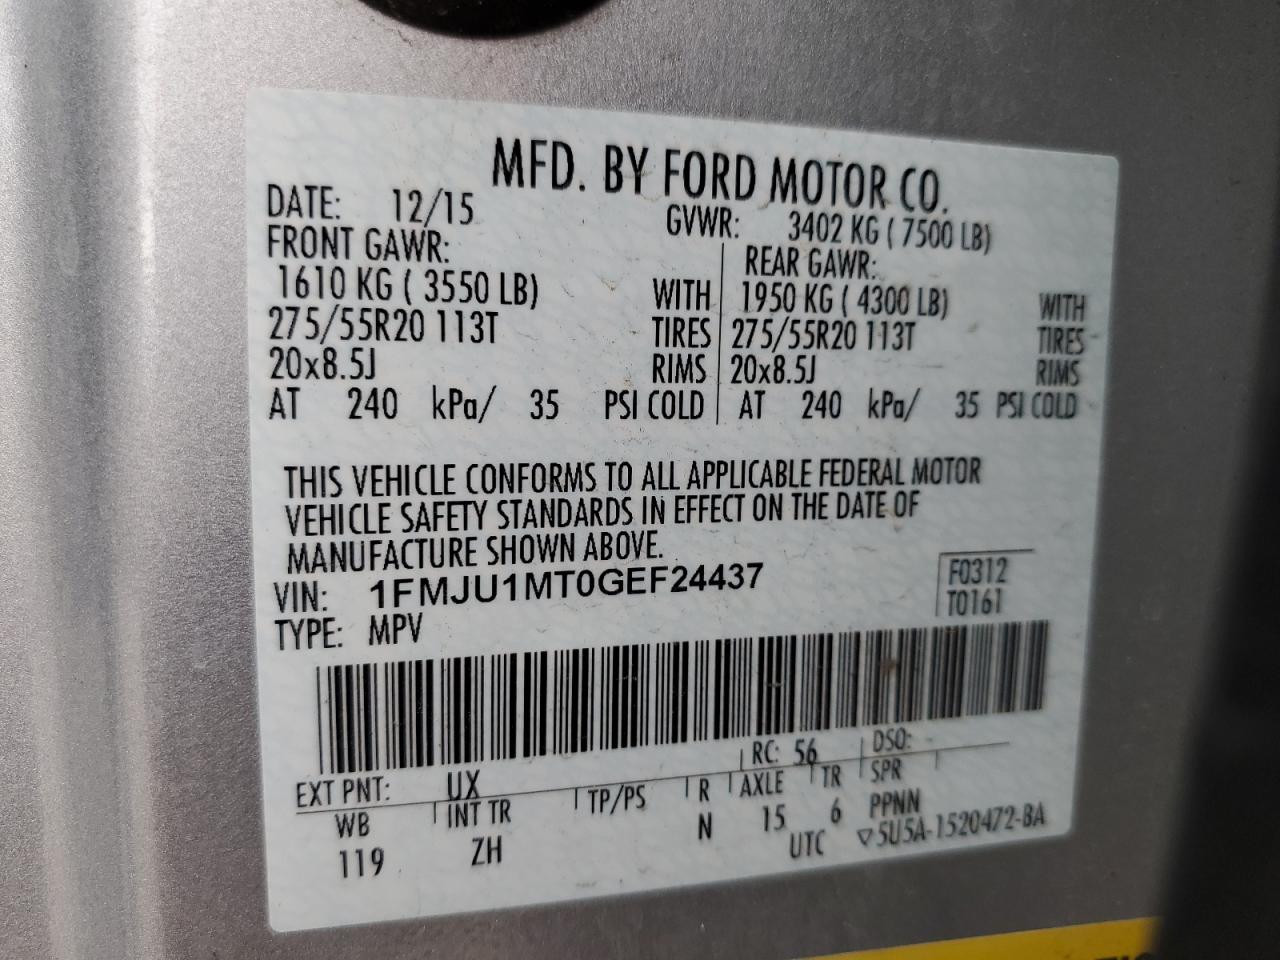 MFD. BY FORD MOTOR CO.
DATE: 12/15 GVWR: 3402 KG ( 7500 LB)
FRONT GAWR: REAR GAWR:
1610 KG ( 3550 LB) WITH 1950 KG ( 4300 LB) WITH
275/55R20 113T TIRES 275/55R20 113T TIRES
20x8.5J RIMS 20x8.5J RIMS
AT 240 kPa/ 35 PSI COLD AT 240 kPa/ 35 PSI COLD
THIS VEHICLE CONFORMS TO ALL APPLICABLE FEDERAL MOTOR
VEHICLE SAFETY STANDARDS IN EFFECT ON THE DATE OF
MANUFACTURE SHOWN ABOVE.
VIN: 1FMJU1MT0GEF24437 F0312
TYPE: MPV T0161
EXT PNT: UX RC: 56 DSO:
WB INT TR TP/PS R AXLE TR SPR
119 ZH N 15 6 PPNN
UTC ▽5U5A-1520472-BA